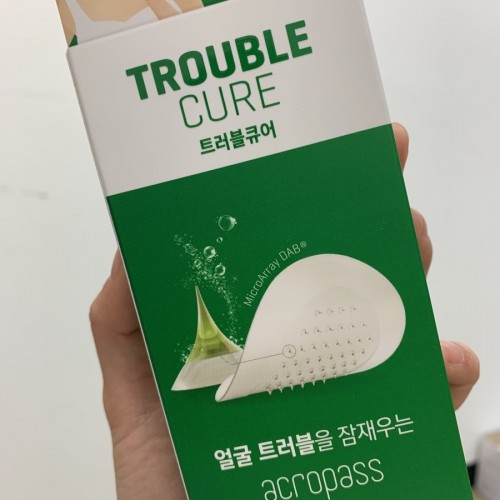 TROUBLE
CURE
트러블큐어
MicroArray DAB®
얼굴 트러블을 잠재우는
acropass